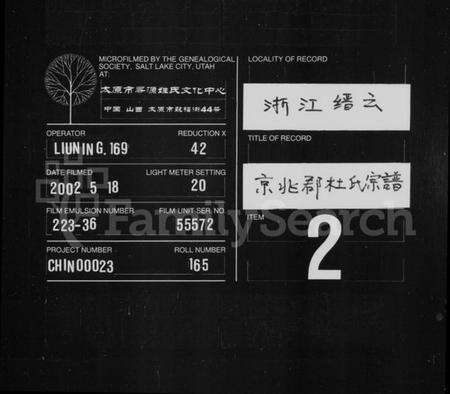 MICROFILMED BY THE GENEALOGICAL
SOCIETY, SALT LAKE CITY, UTAH
AT:
太原市寻源姓氏文化中心
中國 山西 太原市 44号
OPERATOR REDUCTION X
LIUNING.169 42
DATE FILMED LIGHT METER SETTING
2002 5 18 20
FILM EMULSION NUMBER FILM UNIT SER. NO.
223-36 55572
PROJECT NUMBER ROLL NUMBER
CHIN00023 165
LOCALITY OF RECORD
浙江缙云
TITLE OF RECORD
京兆郡杜氏宗譜
ITEM
2
FamilySearch